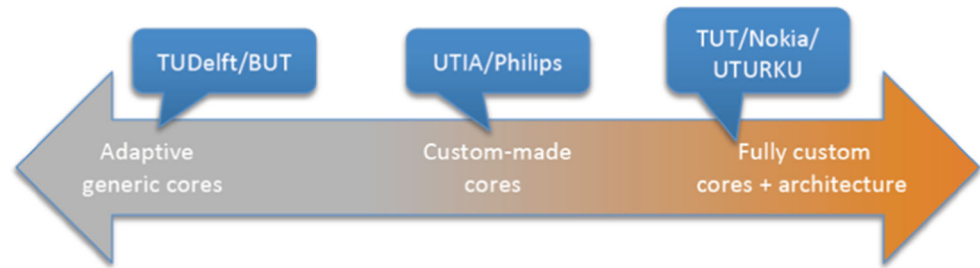 TUDelft/BUT
UTIA/Philips
TUT/Nokia/
UTURKU
Adaptive
generic cores
Custom-made
cores
Fully custom
cores + architecture